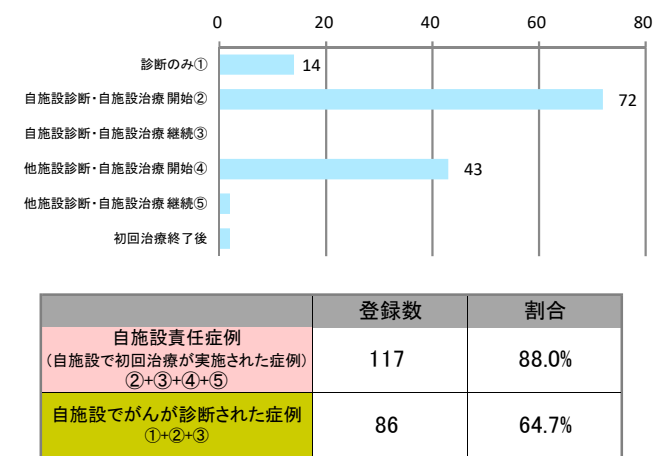 0 20 40 60 80
診断のみ① 14
自施設診断・自施設治療 開始② 72
自施設診断・自施設治療 継続③
他施設診断・自施設治療 開始④ 43
他施設診断・自施設治療 継続⑤
初回治療終了後
登録数 割合
自施設責任症例
(自施設で初回治療が実施された症例)
②+③+④+⑤
117 88.0%
自施設でがんが診断された症例
①+②+③
86 64.7%